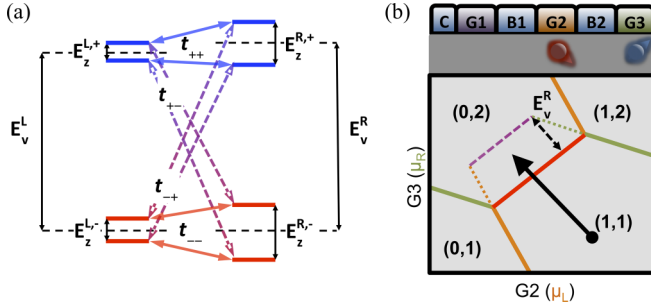 (a)
E_z^{L,+}
t_{++}
E_z^{R,+}
t_{+-}
E_v^L
E_v^R
t_{-+}
E_z^{L,-}
t_{--}
E_z^{R,-}
(b)
C G1 B1 G2 B2 G3
(0,2)
E_v^R
(1,2)
(0,1)
(1,1)
G3 (μ_R)
G2 (μ_L)